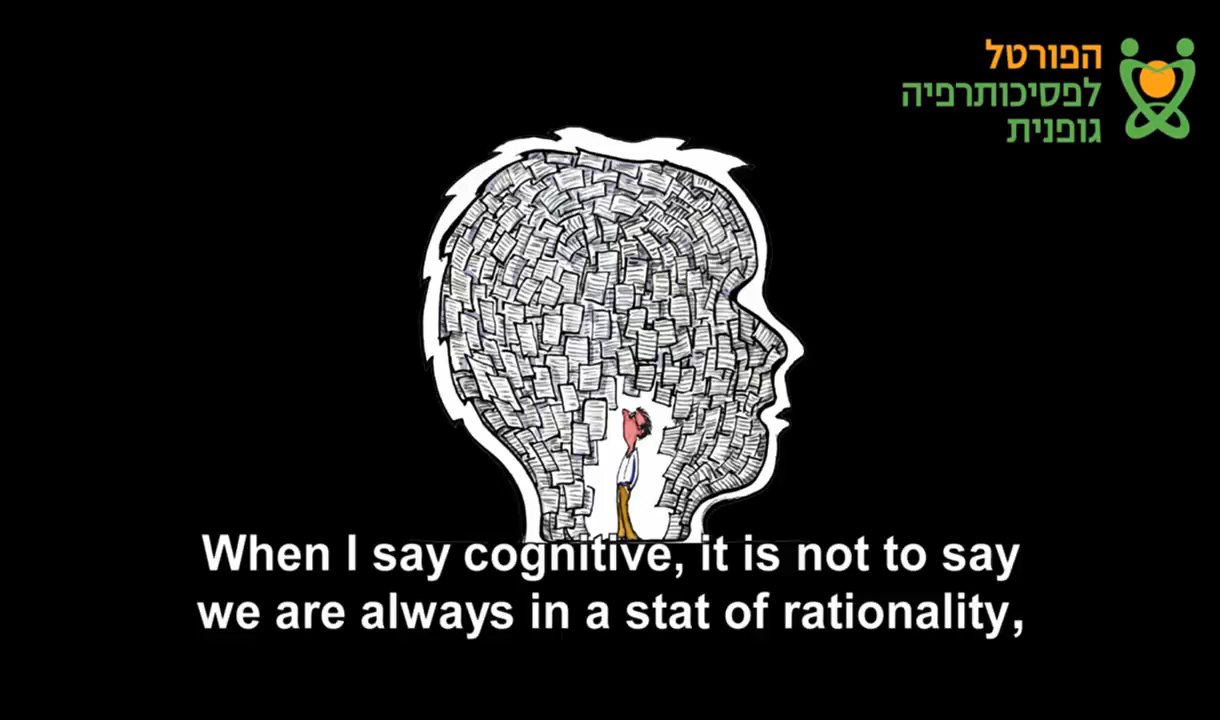 הפורטל
לפסיכותרפיה
גופנית
When I say cognitive, it is not to say
we are always in a stat of rationality,